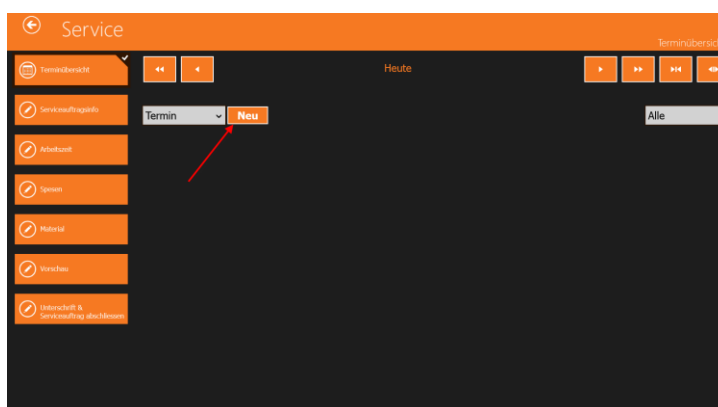 Service
Terminübersic
Terminübersicht
Heute
Serviceauftragsinfo
Termin
Neu
Alle
Arbeitszeit
Spesen
Material
Vorschau
Unterschrift &
Serviceauftrag abschliessen